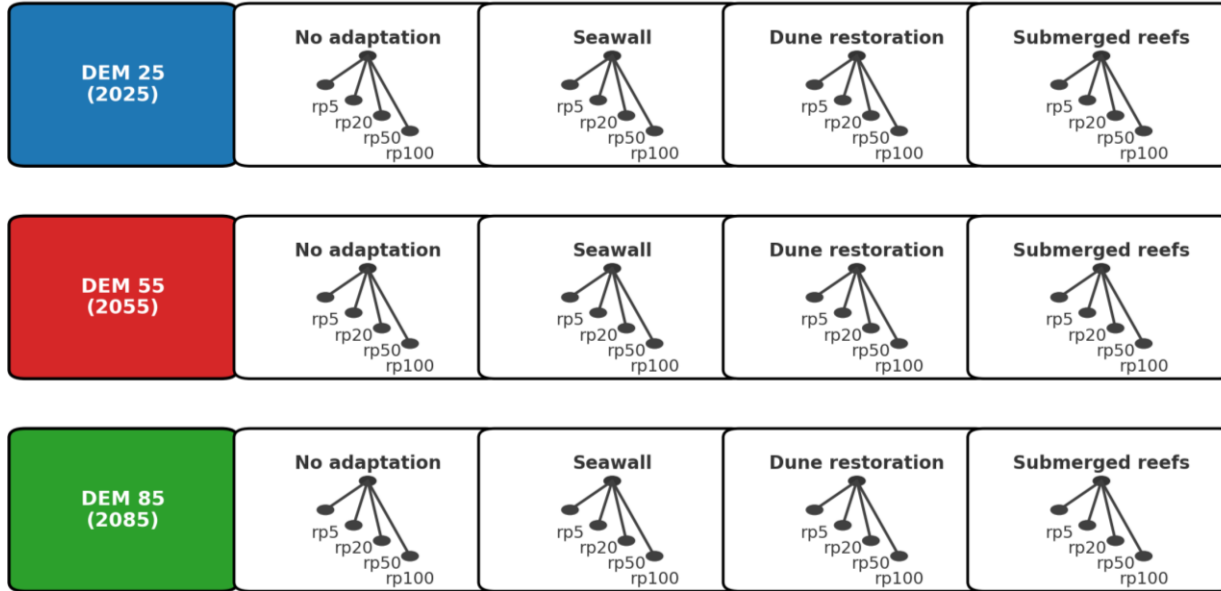 DEM 25
(2025)
No adaptation
rp5
rp20
rp50
rp100
Seawall
rp5
rp20
rp50
rp100
Dune restoration
rp5
rp20
rp50
rp100
Submerged reefs
rp5
rp20
rp50
rp100
DEM 55
(2055)
No adaptation
rp5
rp20
rp50
rp100
Seawall
rp5
rp20
rp50
rp100
Dune restoration
rp5
rp20
rp50
rp100
Submerged reefs
rp5
rp20
rp50
rp100
DEM 85
(2085)
No adaptation
rp5
rp20
rp50
rp100
Seawall
rp5
rp20
rp50
rp100
Dune restoration
rp5
rp20
rp50
rp100
Submerged reefs
rp5
rp20
rp50
rp100